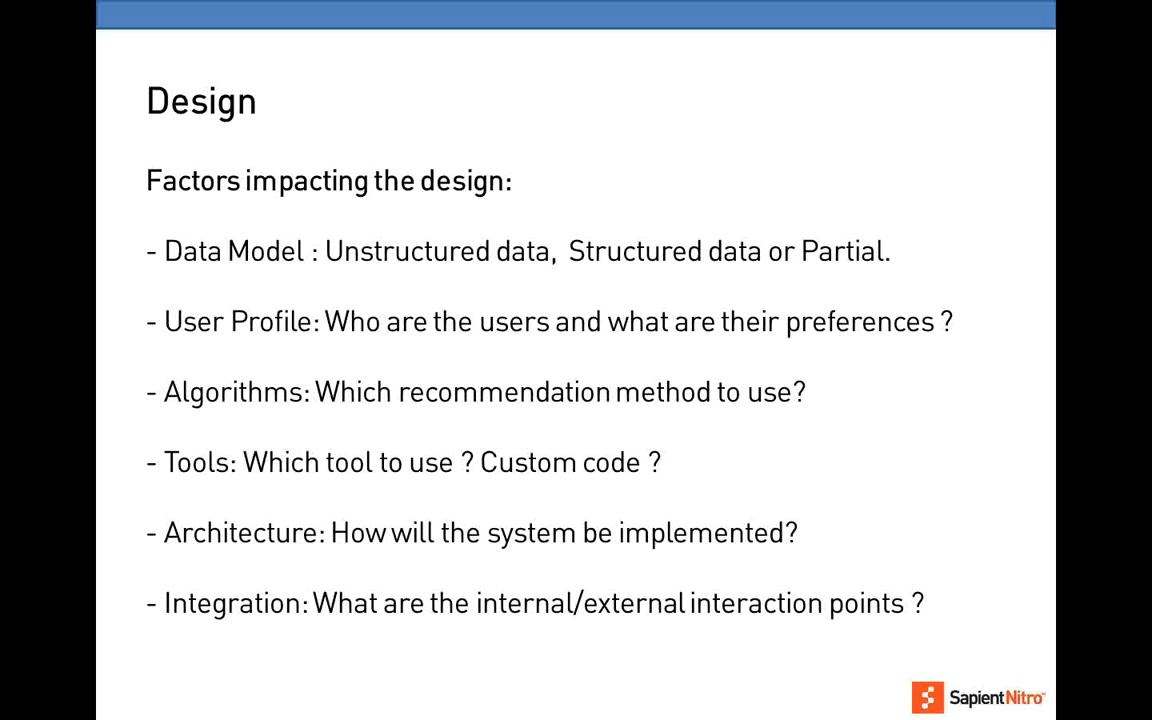 Design
Factors impacting the design:
- Data Model : Unstructured data, Structured data or Partial.
- User Profile: Who are the users and what are their preferences ?
- Algorithms: Which recommendation method to use?
- Tools: Which tool to use ? Custom code ?
- Architecture: How will the system be implemented?
- Integration: What are the internal/external interaction points ?
SapientNitro™